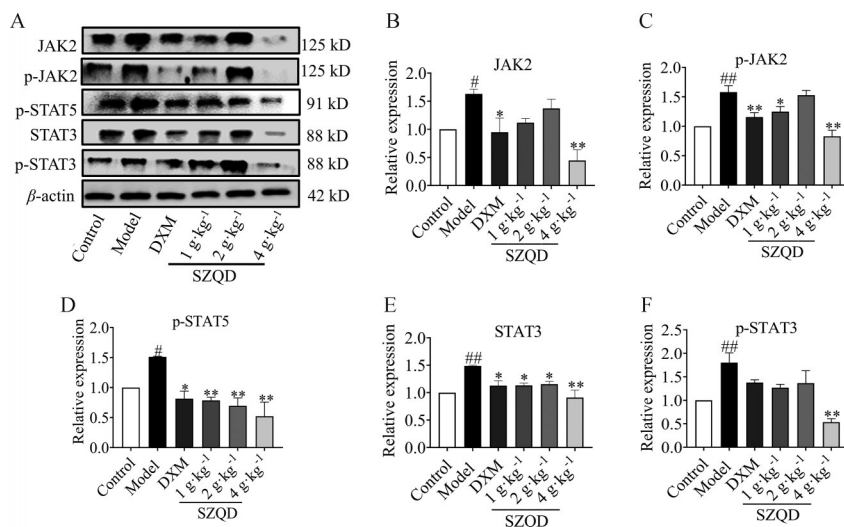 A
JAK2
125 kD
p-JAK2
125 kD
p-STAT5
91 kD
STAT3
88 kD
p-STAT3
88 kD
β-actin
42 kD
Control
Model
DXM
1 g·kg⁻¹
2 g·kg⁻¹
4 g·kg⁻¹
SZQD
B
JAK2
Relative expression
2.0
1.5
1.0
0.5
0.0
#
*
**
Control
Model
DXM
1 g·kg⁻¹
2 g·kg⁻¹
4 g·kg⁻¹
SZQD
C
p-JAK2
Relative expression
2.0
1.5
1.0
0.5
0.0
##
**
*
**
Control
Model
DXM
1 g·kg⁻¹
2 g·kg⁻¹
4 g·kg⁻¹
SZQD
D
p-STAT5
Relative expression
2.0
1.5
1.0
0.5
0.0
#
*
**
**
**
Control
Model
DXM
1 g·kg⁻¹
2 g·kg⁻¹
4 g·kg⁻¹
SZQD
E
STAT3
Relative expression
2.0
1.5
1.0
0.5
0.0
##
*
*
*
**
Control
Model
DXM
1 g·kg⁻¹
2 g·kg⁻¹
4 g·kg⁻¹
SZQD
F
p-STAT3
Relative expression
2.5
2.0
1.5
1.0
0.5
0.0
##
**
Control
Model
DXM
1 g·kg⁻¹
2 g·kg⁻¹
4 g·kg⁻¹
SZQD